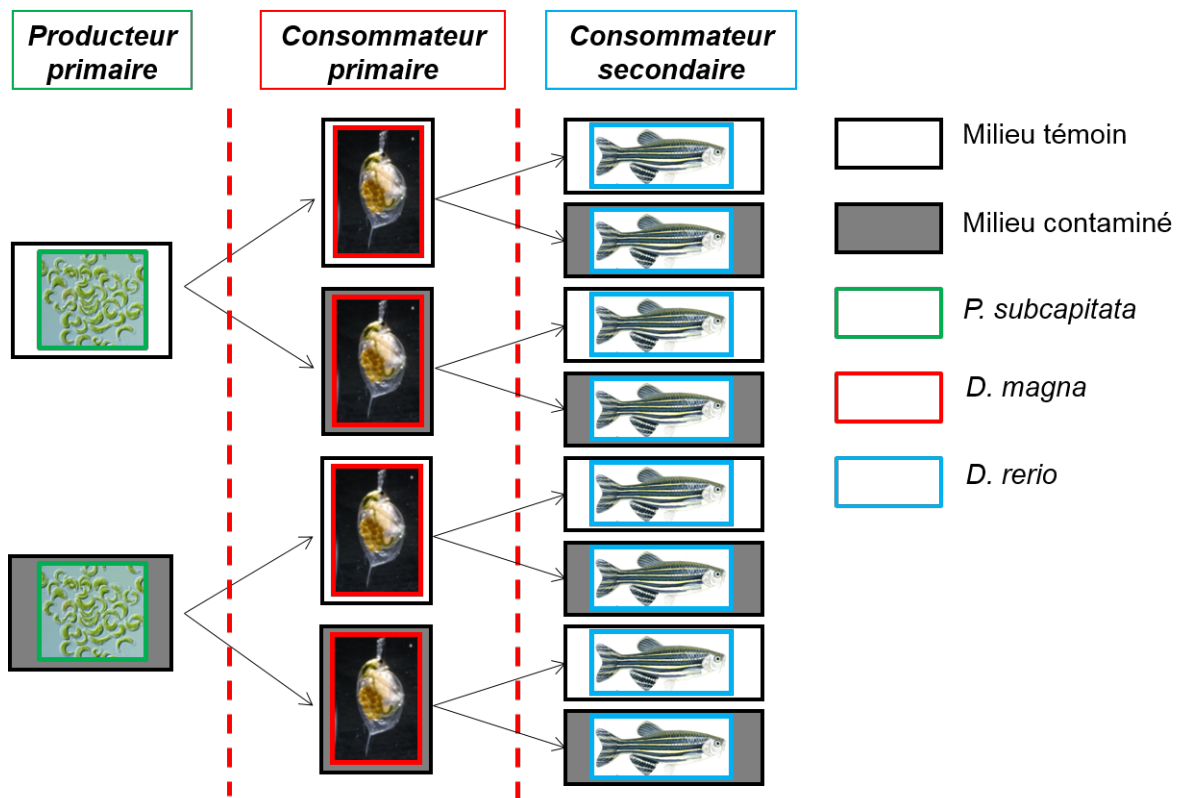 Producteur
primaire
Consommateur
primaire
Consommateur
secondaire
Milieu témoin
Milieu contaminé
P. subcapitata
D. magna
D. rerio